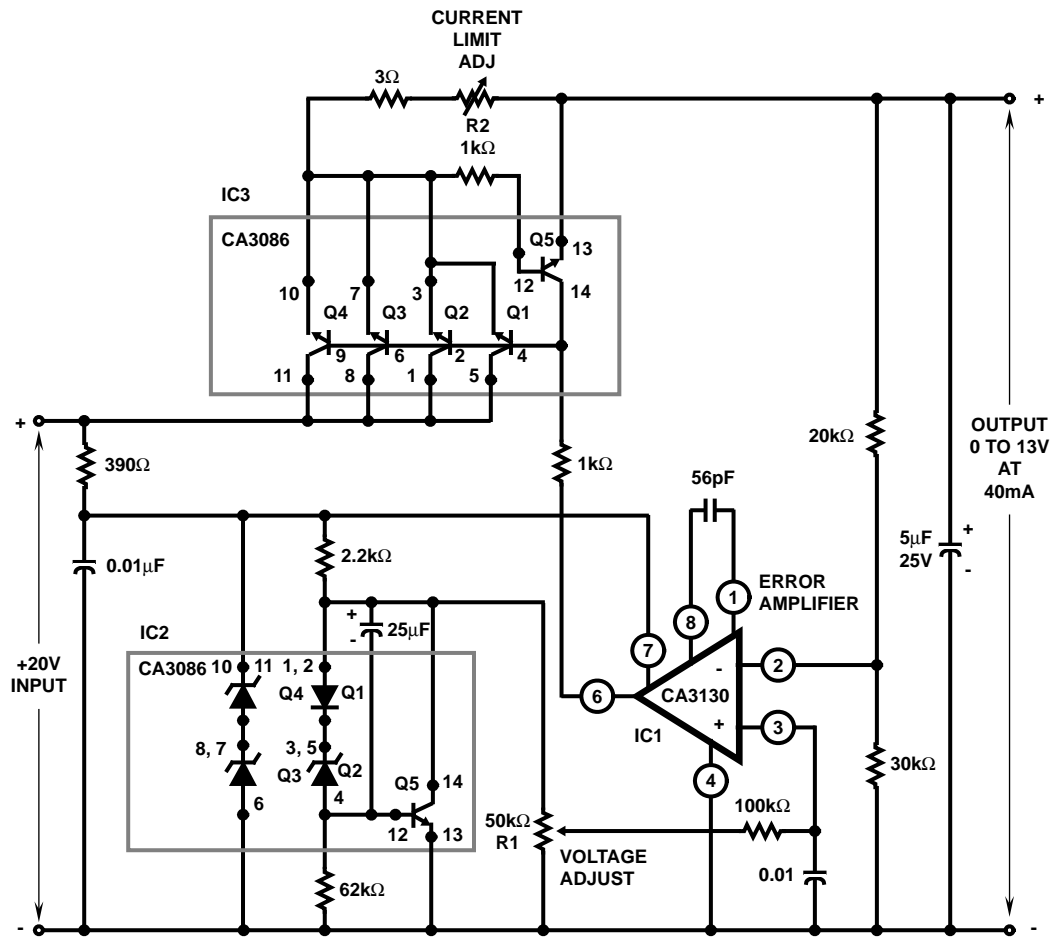 CURRENT
LIMIT
ADJ
3Ω
R2
1kΩ
IC3
CA3086
Q5
13
12
14
10
7
3
Q4
Q3
Q2
Q1
9
6
2
4
11
8
1
5
+
+
390Ω
1kΩ
20kΩ
OUTPUT
0 TO 13V
AT
40mA
56pF
0.01µF
2.2kΩ
5µF
25V
+
-
ERROR
AMPLIFIER
+
-
25µF
IC2
+20V
INPUT
CA3086
10
11
1, 2
Q4
Q1
8, 7
3, 5
Q3
Q2
6
4
Q5
14
12
13
8
1
7
6
2
3
4
-
+
CA3130
IC1
50kΩ
R1
VOLTAGE
ADJUST
100kΩ
30kΩ
0.01
62kΩ
-
-